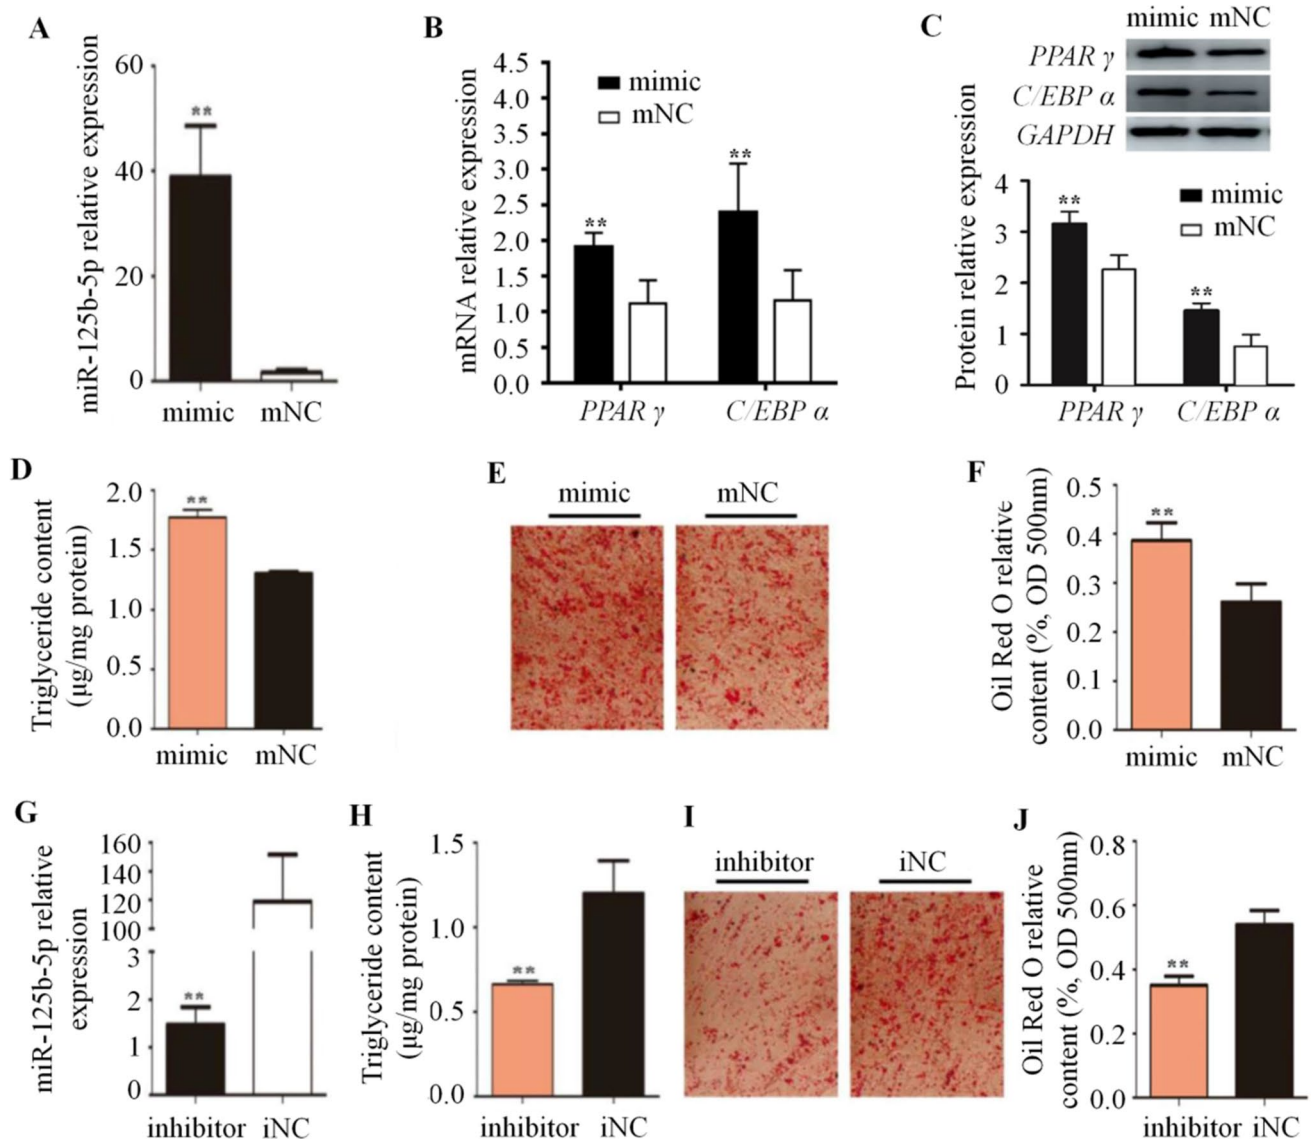 A
miR-125b-5p relative expression
60
40
20
0
**
mimic mNC
B
mRNA relative expression
4.5
4.0
3.5
3.0
2.5
2.0
1.5
1.0
0.5
0.0
mimic
mNC
**
**
PPAR γ C/EBP α
C
mimic mNC
PPAR γ
C/EBP α
GAPDH
Protein relative expression
4
3
2
1
0
mimic
mNC
**
**
PPAR γ C/EBP α
D
Triglyceride content
(μg/mg protein)
2.0
1.5
1.0
0.5
0.0
**
mimic mNC
E
mimic mNC
F
Oil Red O relative
content (%, OD 500nm)
0.5
0.4
0.3
0.2
0.1
0.0
**
mimic mNC
G
miR-125b-5p relative
expression
160
140
120
100
3
2
1
0
**
inhibitor iNC
H
Triglyceride content
(μg/mg protein)
1.5
1.0
0.5
0.0
**
inhibitor iNC
I
inhibitor iNC
J
Oil Red O relative
content (%, OD 500nm)
0.8
0.6
0.4
0.2
0.0
**
inhibitor iNC